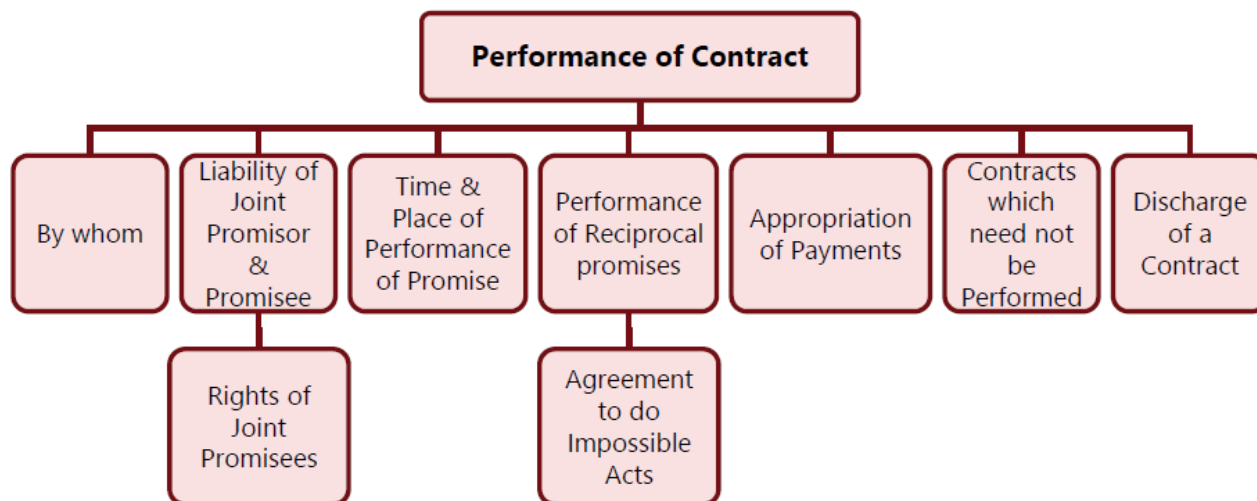 Performance of Contract
By whom
Liability of
Joint
Promisor
&
Promisee
Time &
Place of
Performance
of Promise
Performance
of Reciprocal
promises
Appropriation
of Payments
Contracts
which
need not
be
Performed
Discharge
of a
Contract
Rights of
Joint
Promisees
Agreement
to do
Impossible
Acts